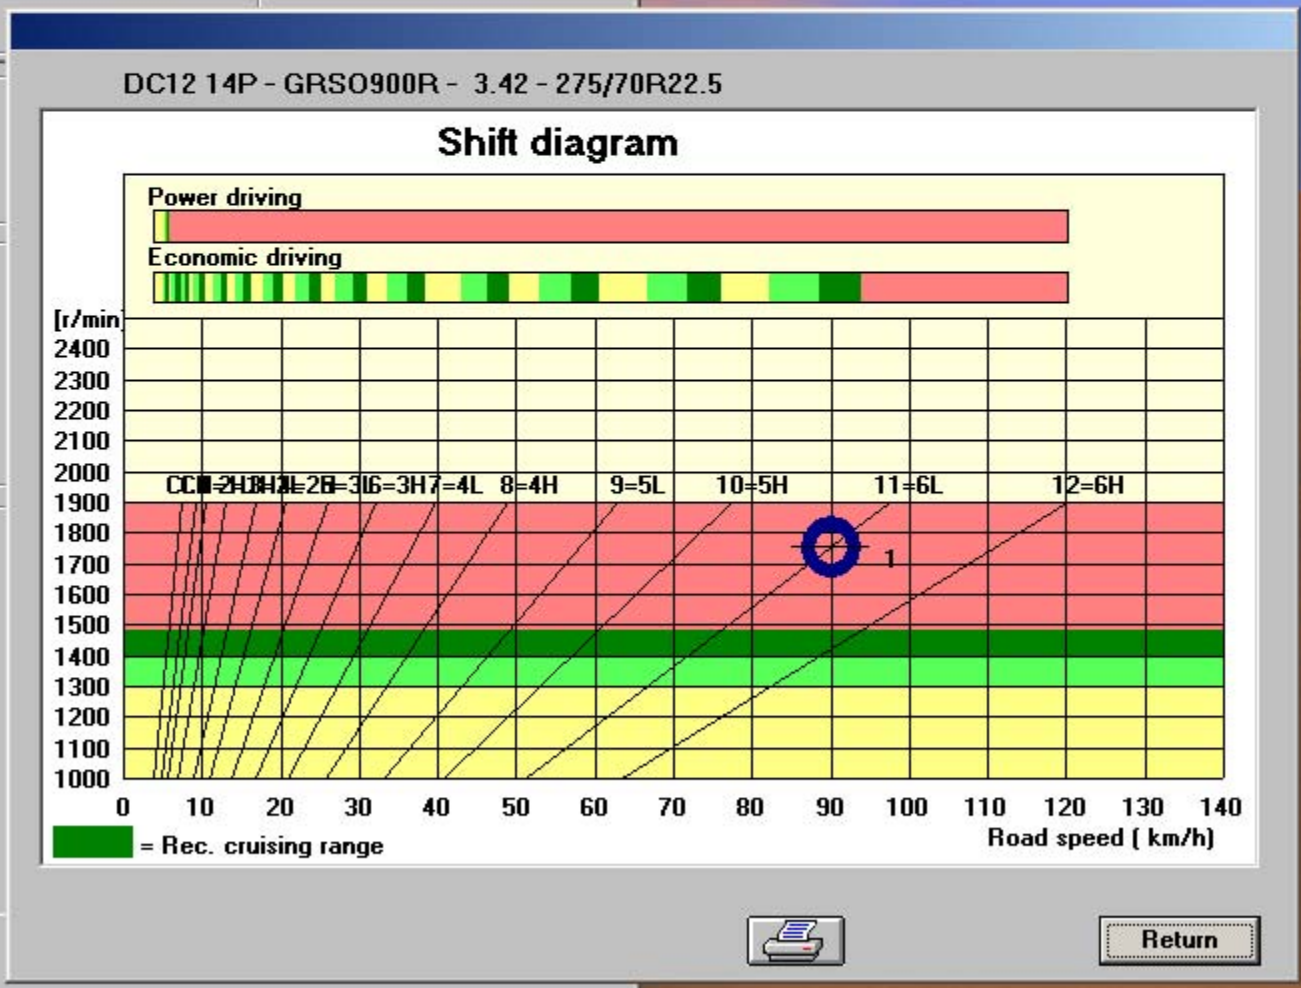 DC12 14P - GRSO900R - 3.42 - 275/70R22.5
Shift diagram
Power driving
Economic driving
[r/min
2400
2300
2200
2100
2000
1900
1800
1700
1600
1500
1400
1300
1200
1100
1000
6=3H 7=4L 8=4H 9=5L 10=5H 11=6L 12=6H
1
0 10 20 30 40 50 60 70 80 90 100 110 120 130 140
Road speed ( km/h)
= Rec. cruising range
Return